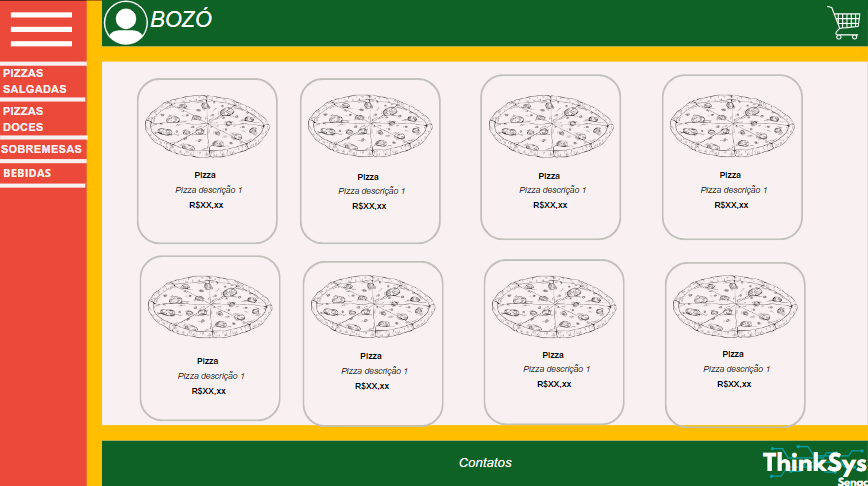 BOZÓ
PIZZAS
SALGADAS
PIZZAS
DOCES
SOBREMESAS
BEBIDAS
Pizza
Pizza descrição 1
R$XX,xx
Pizza
Pizza descrição 1
R$XX,xx
Pizza
Pizza descrição 1
R$XX,xx
Pizza
Pizza descrição 1
R$XX,xx
Pizza
Pizza descrição 1
R$XX,xx
Pizza
Pizza descrição 1
R$XX,xx
Pizza
Pizza descrição 1
R$XX,xx
Pizza
Pizza descrição 1
R$XX,xx
Contatos
ThinkSys